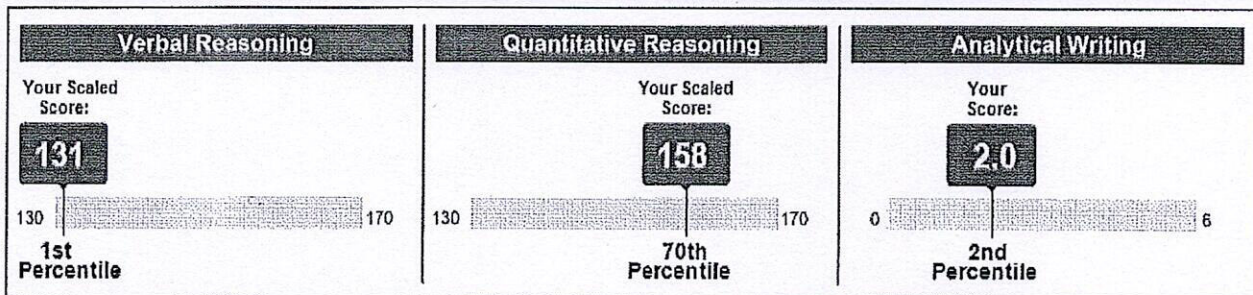 Verbal Reasoning
Your Scaled
Score:
131
130
170
1st
Percentile
Quantitative Reasoning
Your Scaled
Score:
158
130
170
70th
Percentile
Analytical Writing
Your
Score:
2.0
0
6
2nd
Percentile